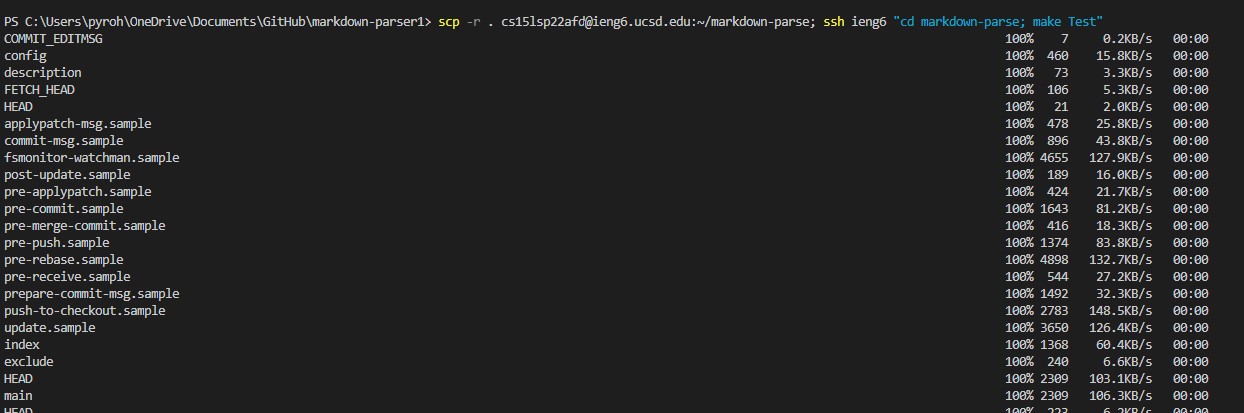 PS C:\Users\pyroh\OneDrive\Documents\GitHub\markdown-parser1> scp -r . cs15lsp22afd@ieng6.ucsd.edu:~/markdown-parse; ssh ieng6 "cd markdown-parse; make Test"
COMMIT_EDITMSG 100% 7 0.2KB/s 00:00
config 100% 460 15.8KB/s 00:00
description 100% 73 3.3KB/s 00:00
FETCH_HEAD 100% 106 5.3KB/s 00:00
HEAD 100% 21 2.0KB/s 00:00
applypatch-msg.sample 100% 478 25.8KB/s 00:00
commit-msg.sample 100% 896 43.8KB/s 00:00
fsmonitor-watchman.sample 100% 4655 127.9KB/s 00:00
post-update.sample 100% 189 16.0KB/s 00:00
pre-applypatch.sample 100% 424 21.7KB/s 00:00
pre-commit.sample 100% 1643 81.2KB/s 00:00
pre-merge-commit.sample 100% 416 18.3KB/s 00:00
pre-push.sample 100% 1374 83.8KB/s 00:00
pre-rebase.sample 100% 4898 132.7KB/s 00:00
pre-receive.sample 100% 544 27.2KB/s 00:00
prepare-commit-msg.sample 100% 1492 32.3KB/s 00:00
push-to-checkout.sample 100% 2783 148.5KB/s 00:00
update.sample 100% 3650 126.4KB/s 00:00
index 100% 1368 60.4KB/s 00:00
exclude 100% 240 6.6KB/s 00:00
HEAD 100% 2309 103.1KB/s 00:00
main 100% 2309 106.3KB/s 00:00
HEAD 100% 223 6.2KB/s 00:00